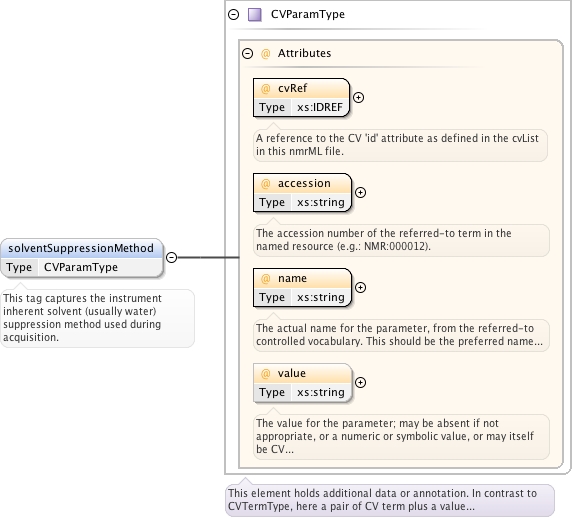 CVParamType
@ Attributes
@ cvRef
Type xs:IDREF
A reference to the CV 'id' attribute as defined in the cvList
in this nmrML file.
@ accession
Type xs:string
The accession number of the referred-to term in the
named resource (e.g.: NMR:000012).
solventSuppressionMethod
Type CVParamType
This tag captures the instrument
inherent solvent (usually water)
suppression method used during
acquisition.
@ name
Type xs:string
The actual name for the parameter, from the referred-to
controlled vocabulary. This should be the preferred name...
@ value
Type xs:string
The value for the parameter; may be absent if not
appropriate, or a numeric or symbolic value, or may itself
be CV...
This element holds additional data or annotation. In contrast to
CVTermType, here a pair of CV term plus a value...